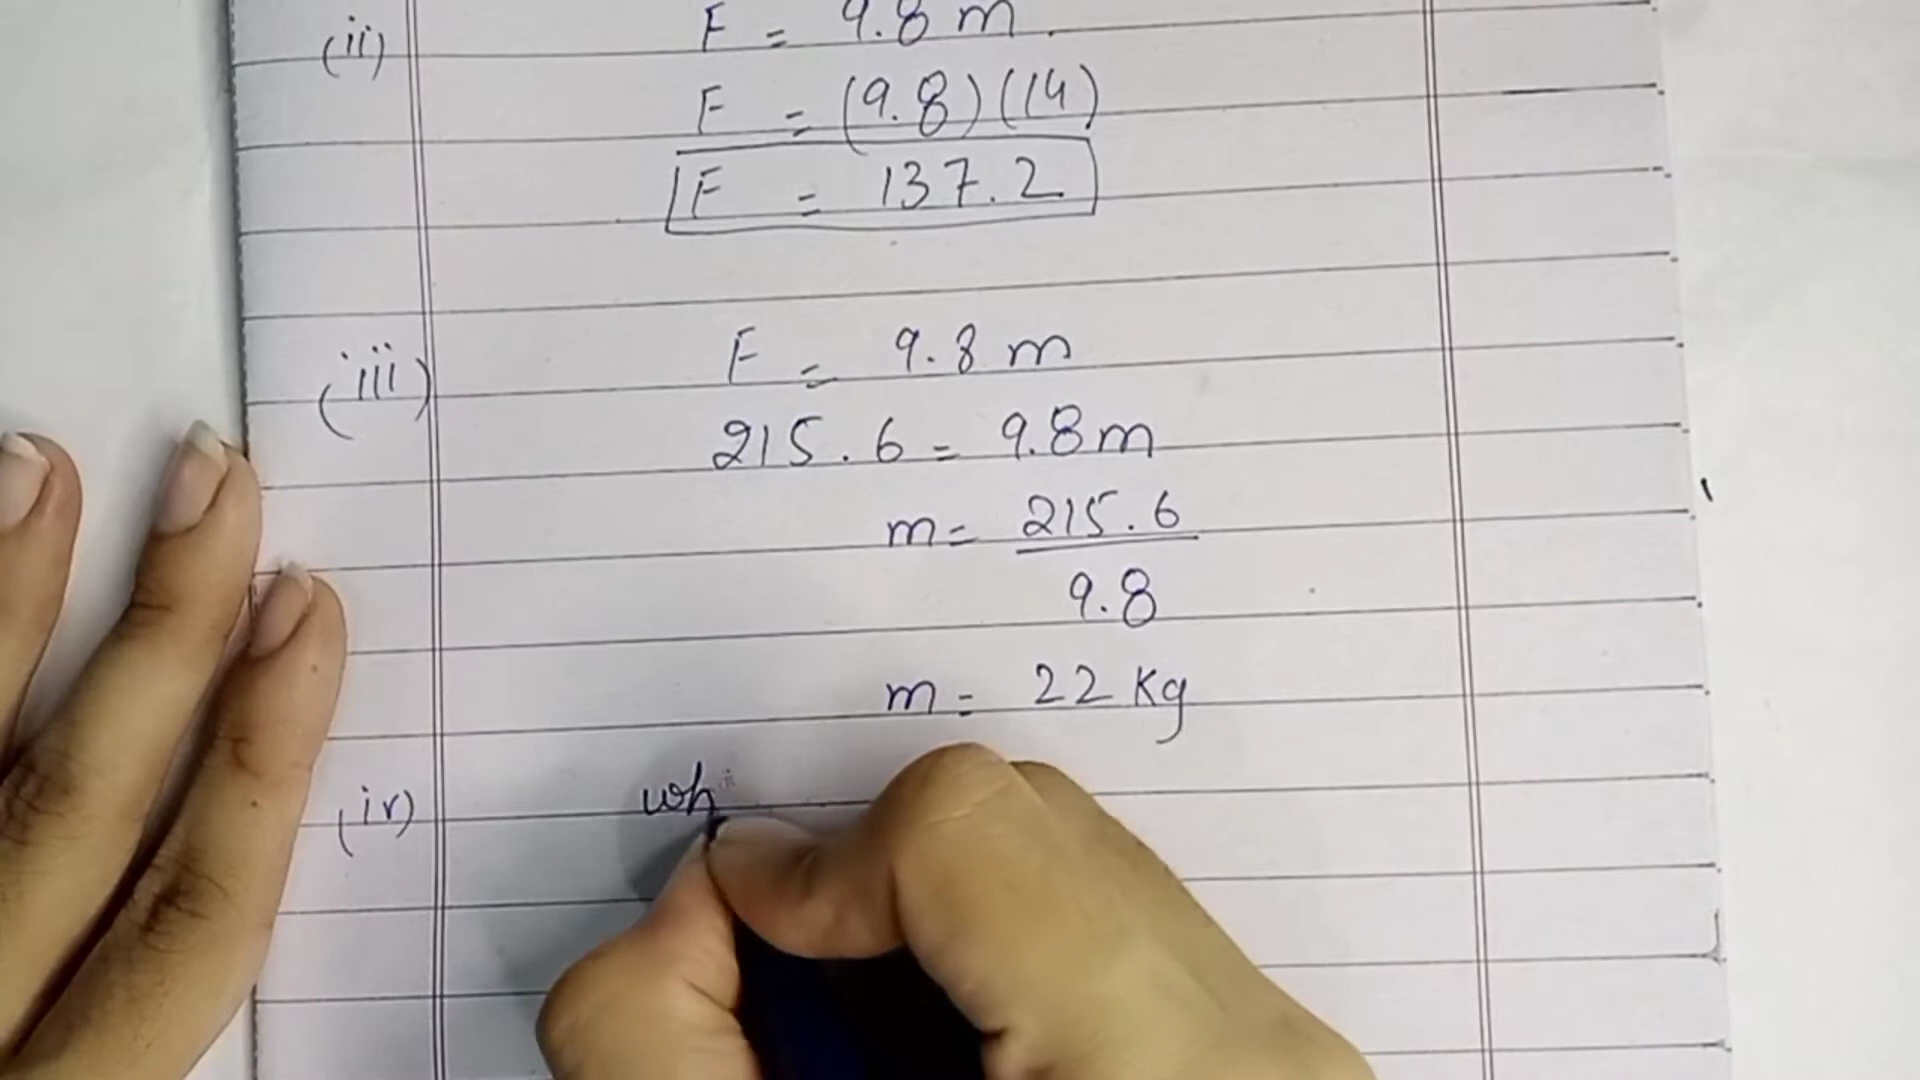 (ii) F = 9.8 m.
F = (9.8)(14)
F = 137.2
(iii) F = 9.8 m
215.6 = 9.8 m
m = 215.6
9.8
m = 22 Kg
(iv) wh